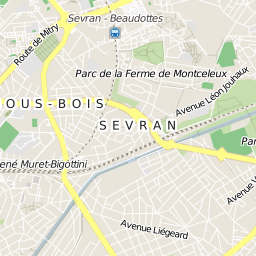 Sevran - Beaudottes
Route de Mitry
Parc de la Ferme de Montceleux
Avenue Léon Jouhaux
OUS-BOIS
SEVRAN
Par
ené Muret-Bigottini
Avenue Liégeard